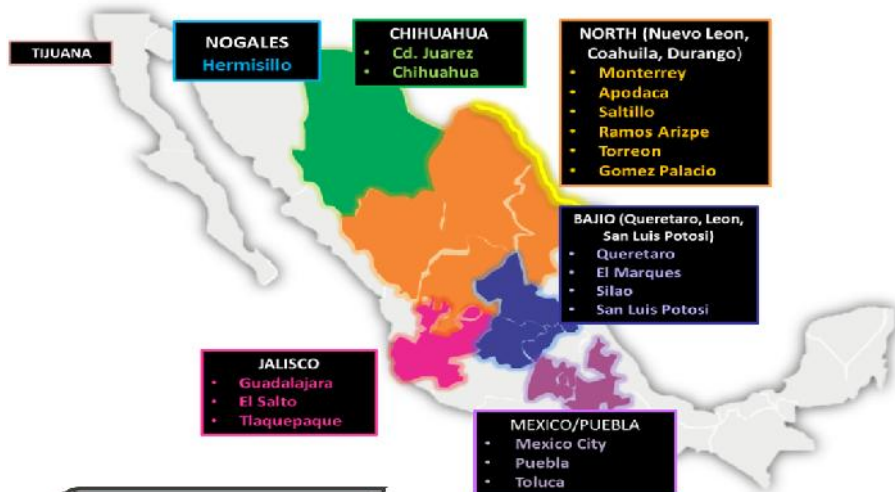 TIJUANA
NOGALES
Hermisillo
CHIHUAHUA
• Cd. Juarez
• Chihuahua
NORTH (Nuevo Leon,
Coahuila, Durango)
• Monterrey
• Apodaca
• Saltillo
• Ramos Arizpe
• Torreon
• Gomez Palacio
BAJIO (Queretaro, Leon,
San Luis Potosi)
• Queretaro
• El Marques
• Silao
• San Luis Potosi
JALISCO
• Guadalajara
• El Salto
• Tlaquepaque
MEXICO/PUEBLA
• Mexico City
• Puebla
• Toluca